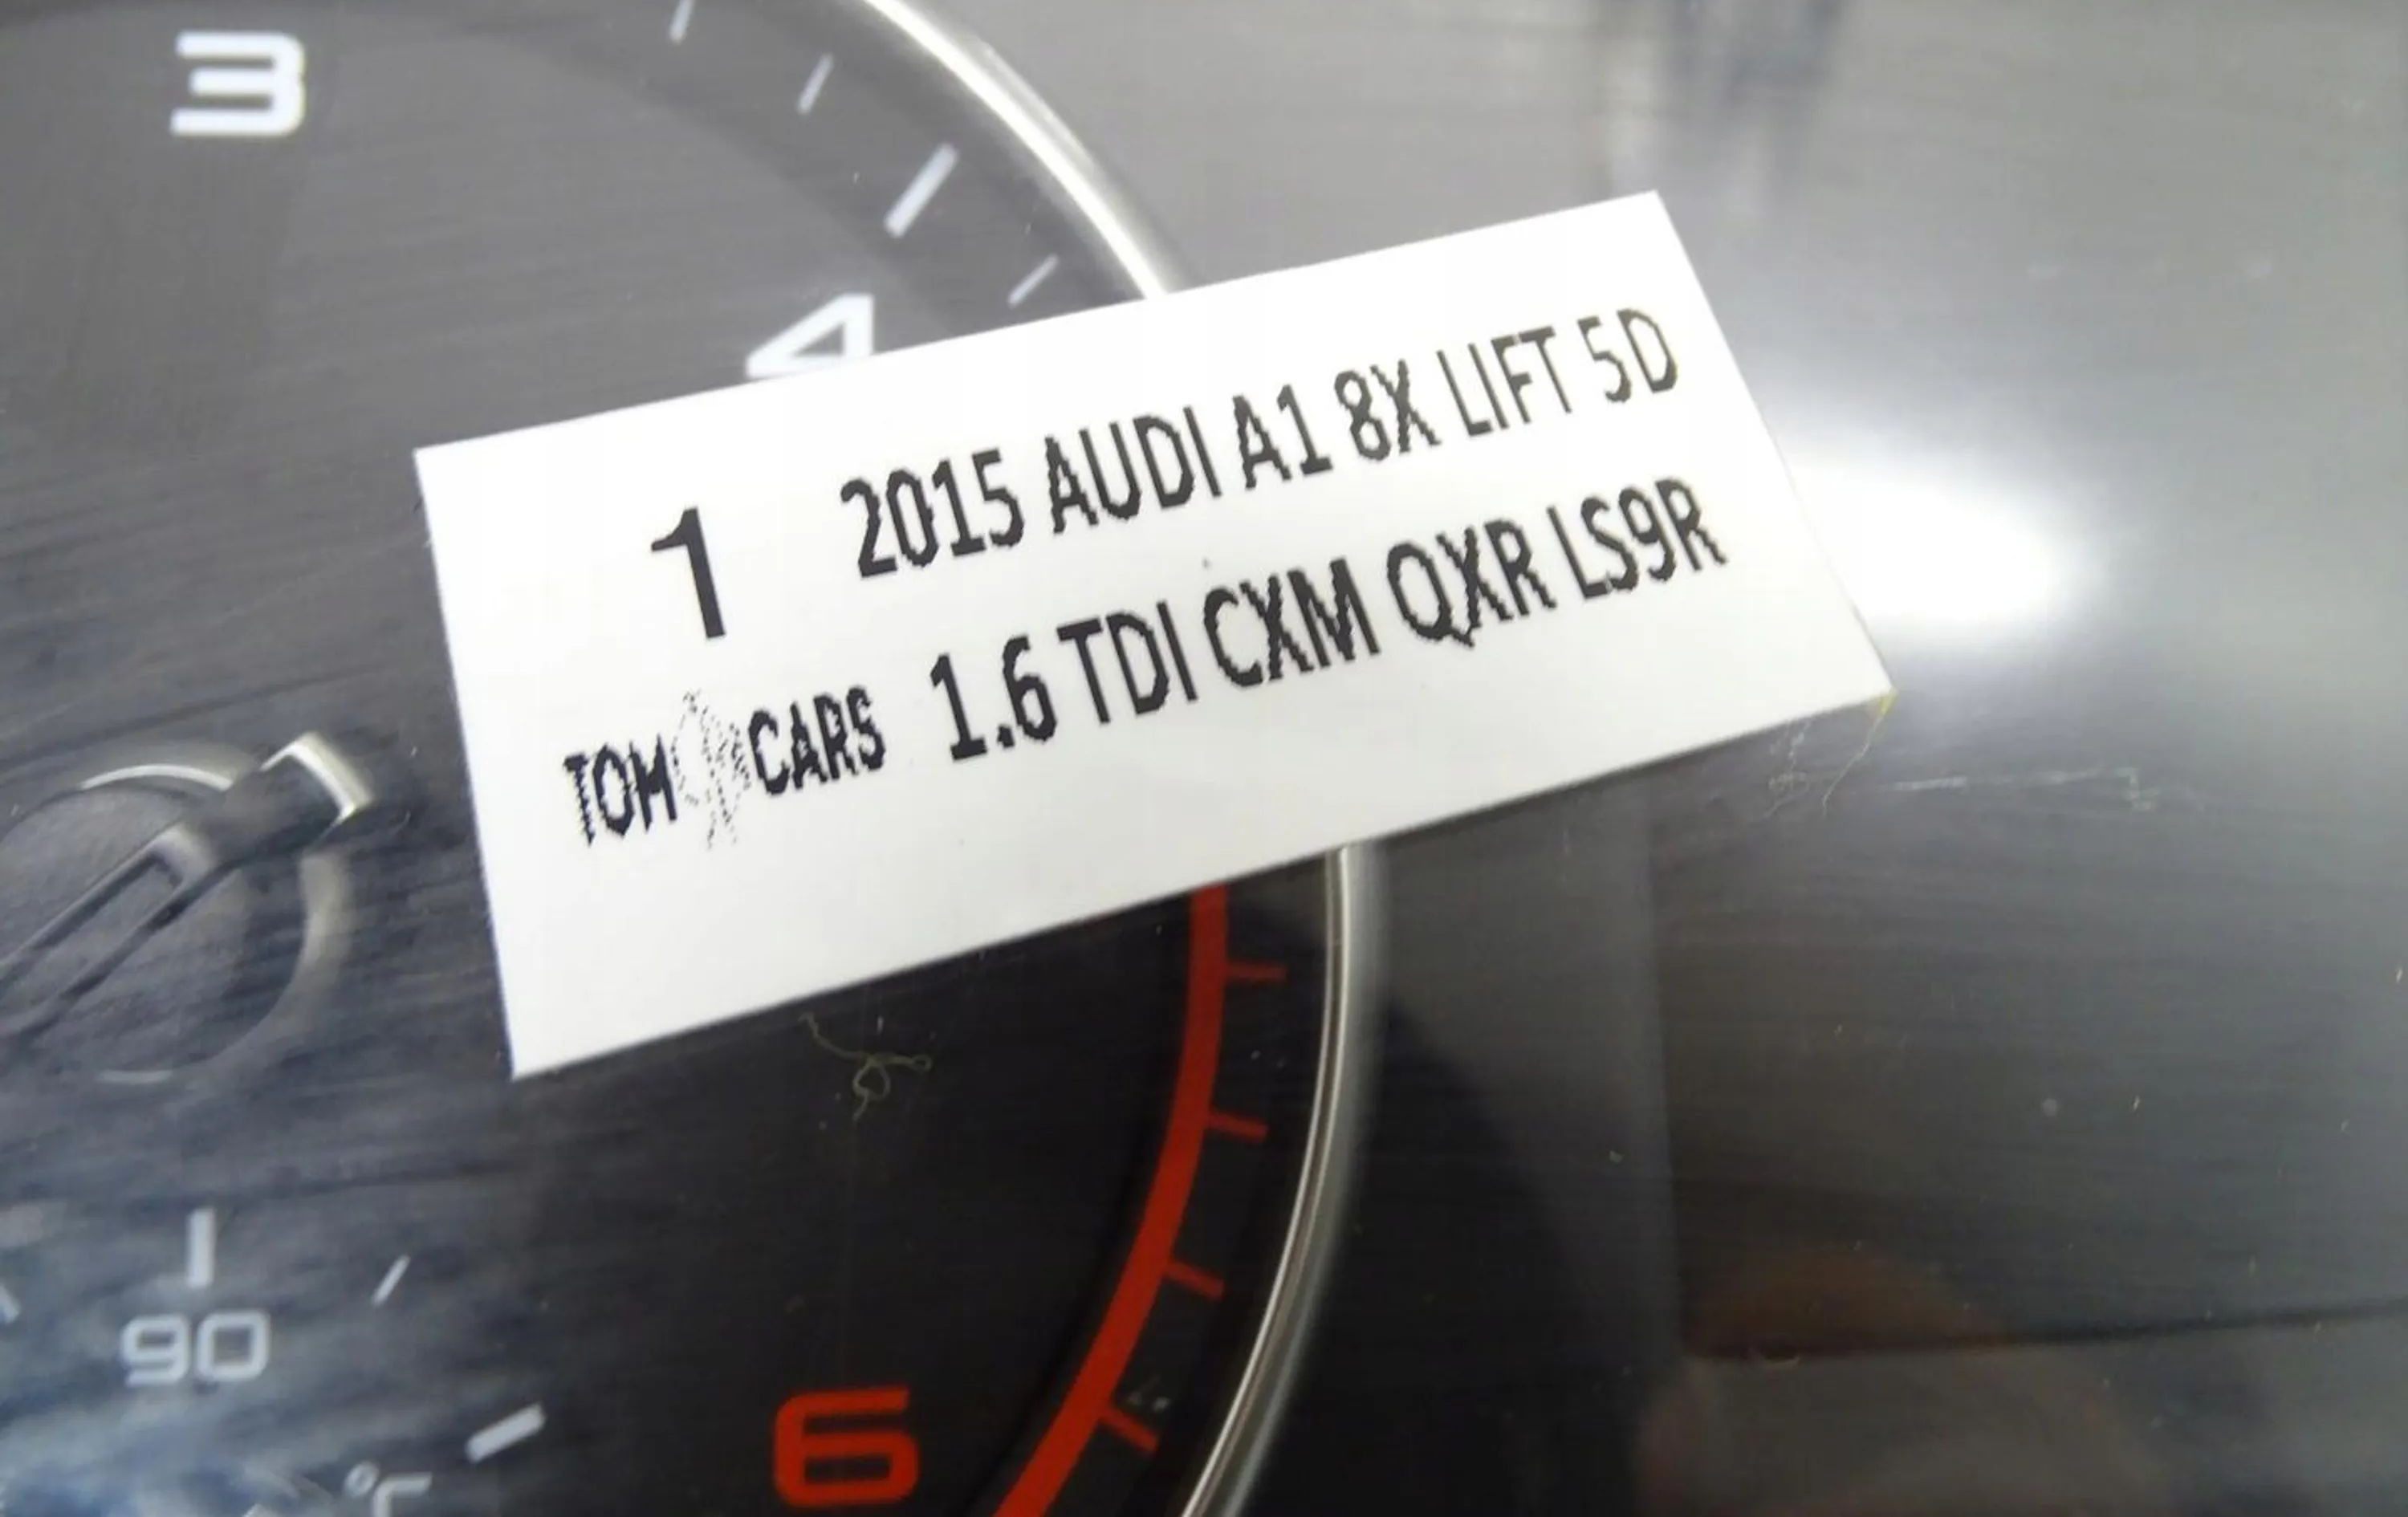 3
4
1 2015 AUDI A1 8X LIFT 5D
TOM CARS 1.6 TDI CXM QXR LS9R
90
6
°C